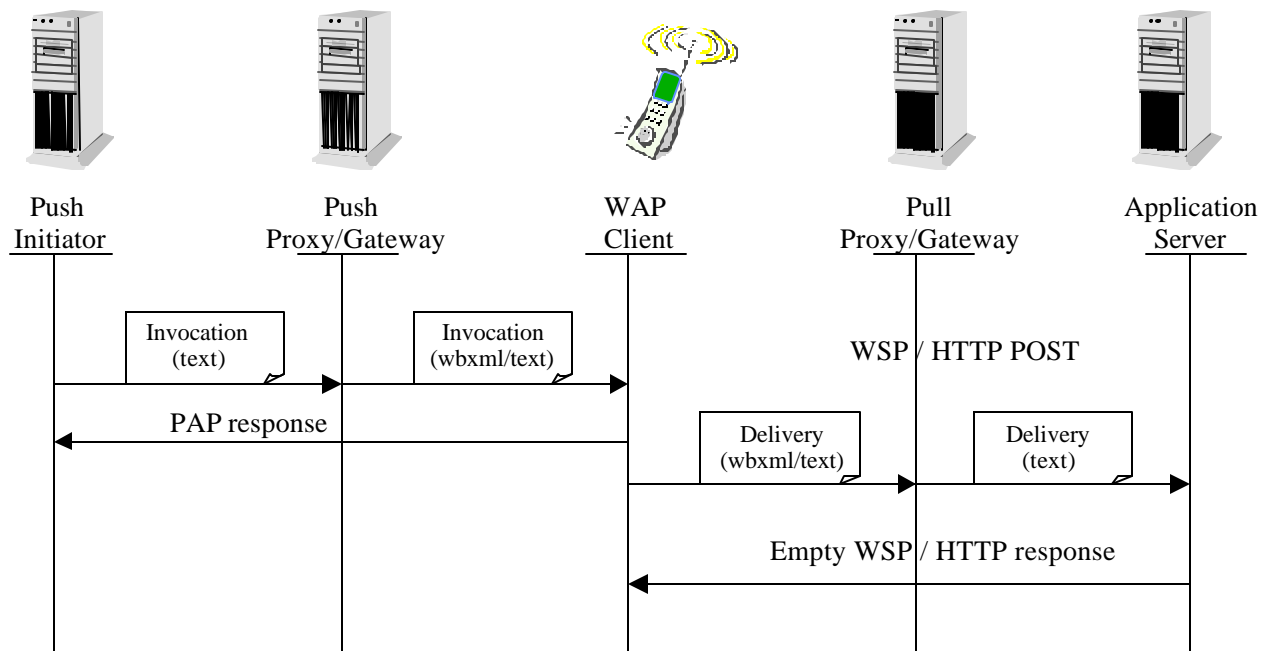 Push
Initiator
Push
Proxy/Gateway
WAP
Client
Pull
Proxy/Gateway
Application
Server
Invocation
(text)
Invocation
(wbxml/text)
WSP / HTTP POST
PAP response
Delivery
(wbxml/text)
Delivery
(text)
Empty WSP / HTTP response